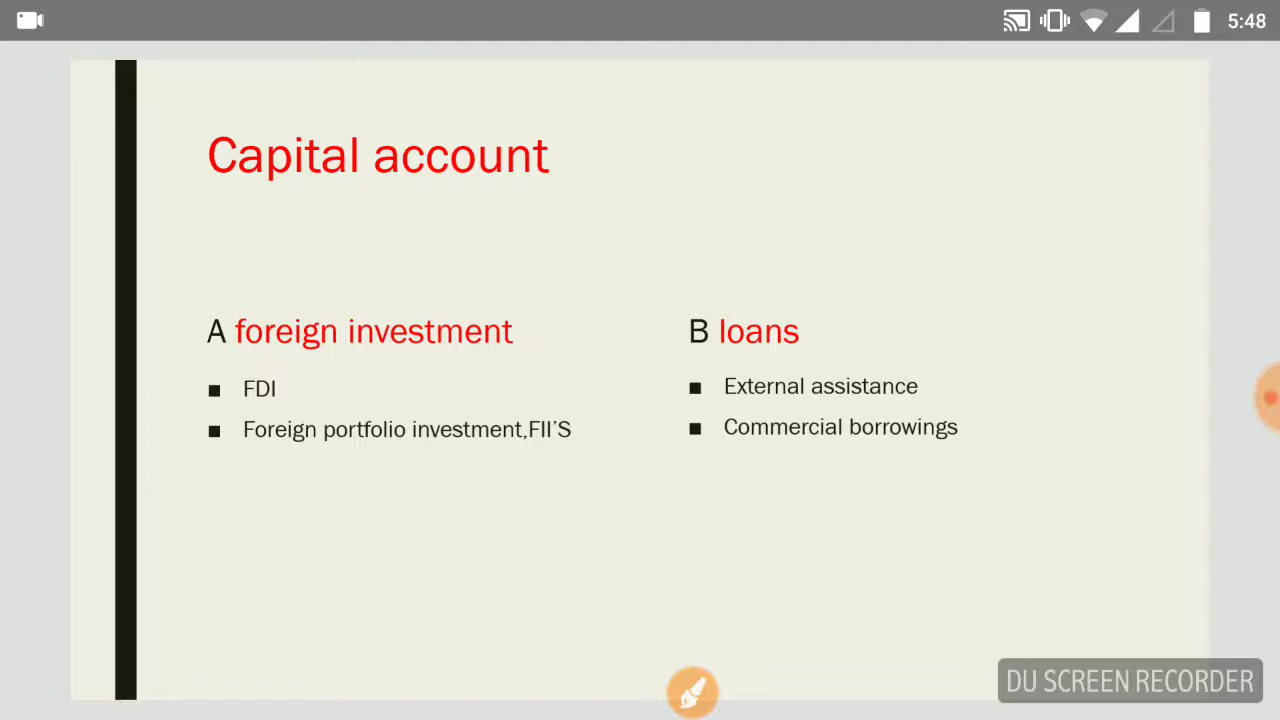 5:48
Capital account
A foreign investment
■ FDI
■ Foreign portfolio investment,FII'S
B loans
■ External assistance
■ Commercial borrowings
DU SCREEN RECORDER